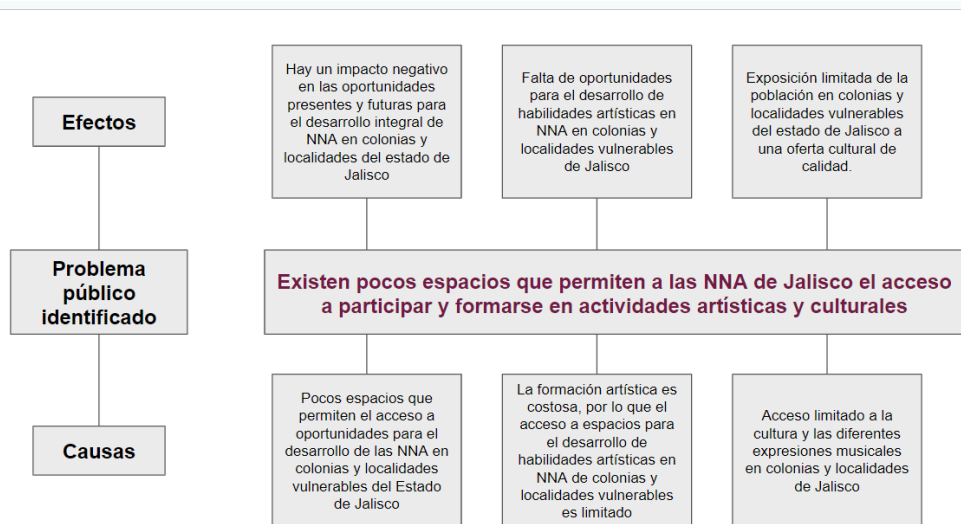 Efectos
Hay un impacto negativo
en las oportunidades
presentes y futuras para
el desarrollo integral de
NNA en colonias y
localidades del estado de
Jalisco
Falta de oportunidades
para el desarrollo de
habilidades artísticas en
NNA en colonias y
localidades vulnerables
de Jalisco
Exposición limitada de la
población en colonias y
localidades vulnerables
del estado de Jalisco a
una oferta cultural de
calidad.
Problema
público
identificado
Existen pocos espacios que permiten a las NNA de Jalisco el acceso
a participar y formarse en actividades artísticas y culturales
Causas
Pocos espacios que
permiten el acceso a
oportunidades para el
desarrollo de las NNA en
colonias y localidades
vulnerables del Estado
de Jalisco
La formación artística es
costosa, por lo que el
acceso a espacios para
el desarrollo de
habilidades artísticas en
NNA de colonias y
localidades vulnerables
es limitado
Acceso limitado a la
cultura y las diferentes
expresiones musicales
en colonias y localidades
de Jalisco